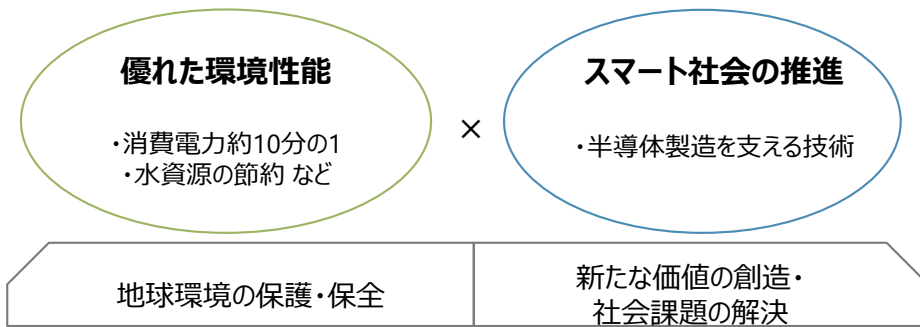 優れた環境性能
・消費電力約10分の1
・水資源の節約 など
×
スマート社会の推進
・半導体製造を支える技術
地球環境の保護・保全
新たな価値の創造・
社会課題の解決